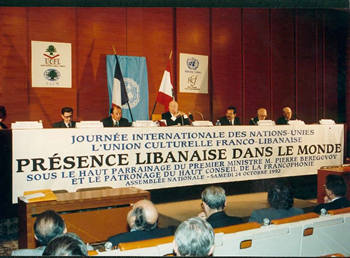 UCFL
JOURNÉE INTERNATIONALE DES NATIONS-UNIES
L'UNION CULTURELLE FRANCO-LIBANAISE
PRÉSENCE LIBANAISE DANS LE MONDE
SOUS LE HAUT PARRAINAGE DU PREMIER MINISTRE M. PIERRE BEREGOVOY
ET LE PATRONAGE DU HAUT CONSEIL DE LA FRANCOPHONIE
ASSEMBLÉE NATIONALE - SAMEDI 24 OCTOBRE 1992